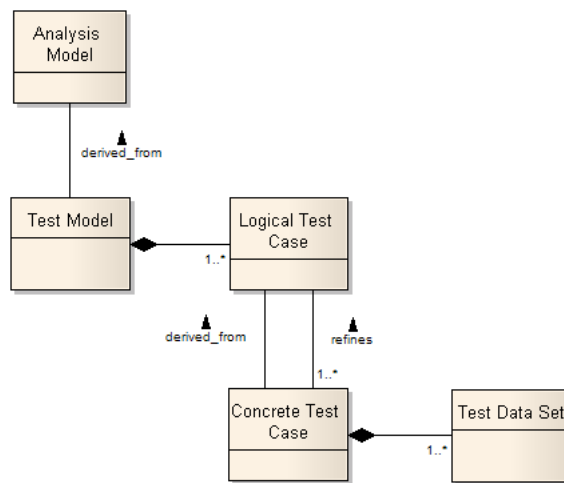 Analysis
Model
derived_from
Test Model
Logical Test
Case
1..*
derived_from
refines
1..*
Concrete Test
Case
Test Data Set
1..*